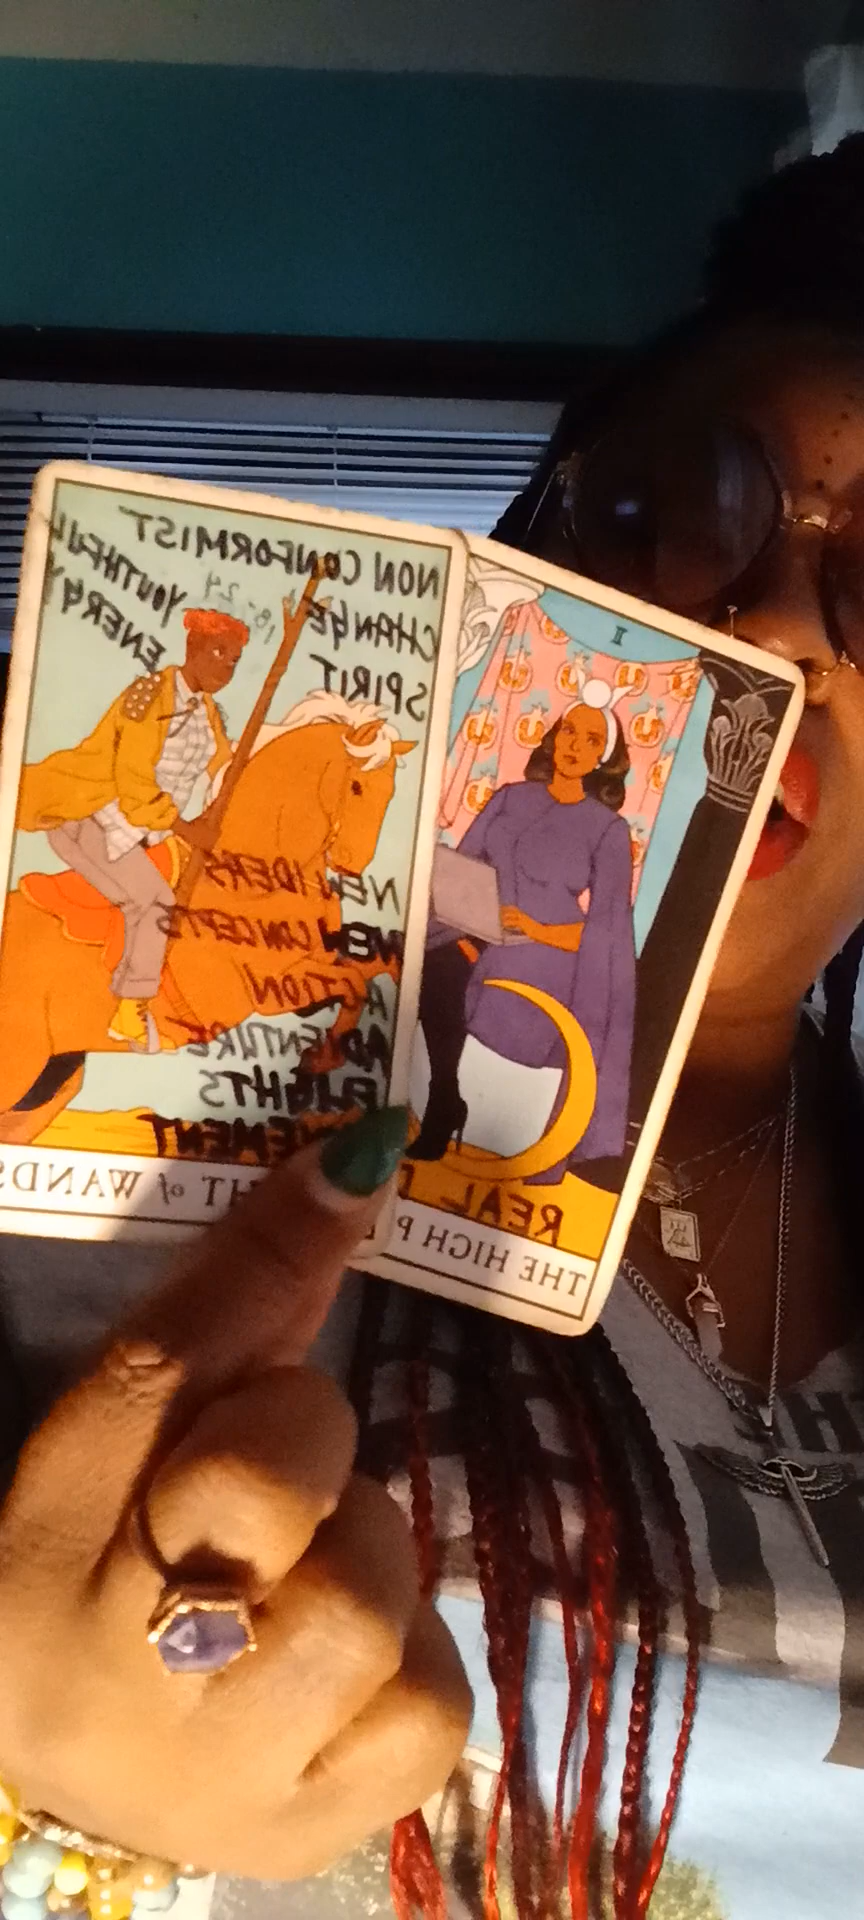 NON CONFORMIST
CHANGE
SPIRIT
YOUTHFUL
ENERGY
NEW IDEAS
NEW CONCEPTS
ACTION
ADVENTURE
FLIGHTS
of WANDS
II
REAL
THE HIGH P